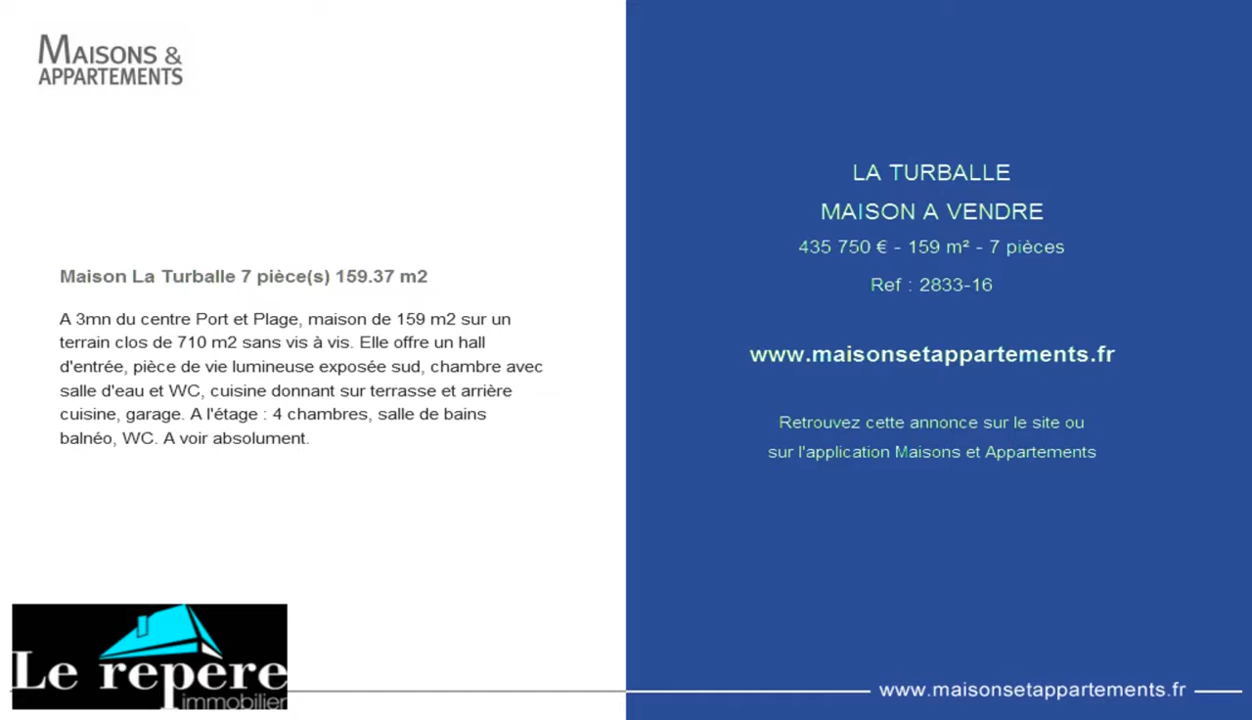 MAISONS &
APPARTEMENTS
Maison La Turballe 7 pièce(s) 159.37 m2
A 3mn du centre Port et Plage, maison de 159 m2 sur un
terrain clos de 710 m2 sans vis à vis. Elle offre un hall
d'entrée, pièce de vie lumineuse exposée sud, chambre avec
salle d'eau et WC, cuisine donnant sur terrasse et arrière
cuisine, garage. A l'étage : 4 chambres, salle de bains
balnéo, WC. A voir absolument.
Le repère
immobilier
LA TURBALLE
MAISON A VENDRE
435 750 € - 159 m² - 7 pièces
Ref : 2833-16
www.maisonsetappartements.fr
Retrouvez cette annonce sur le site ou
sur l'application Maisons et Appartements
www.maisonsetappartements.fr